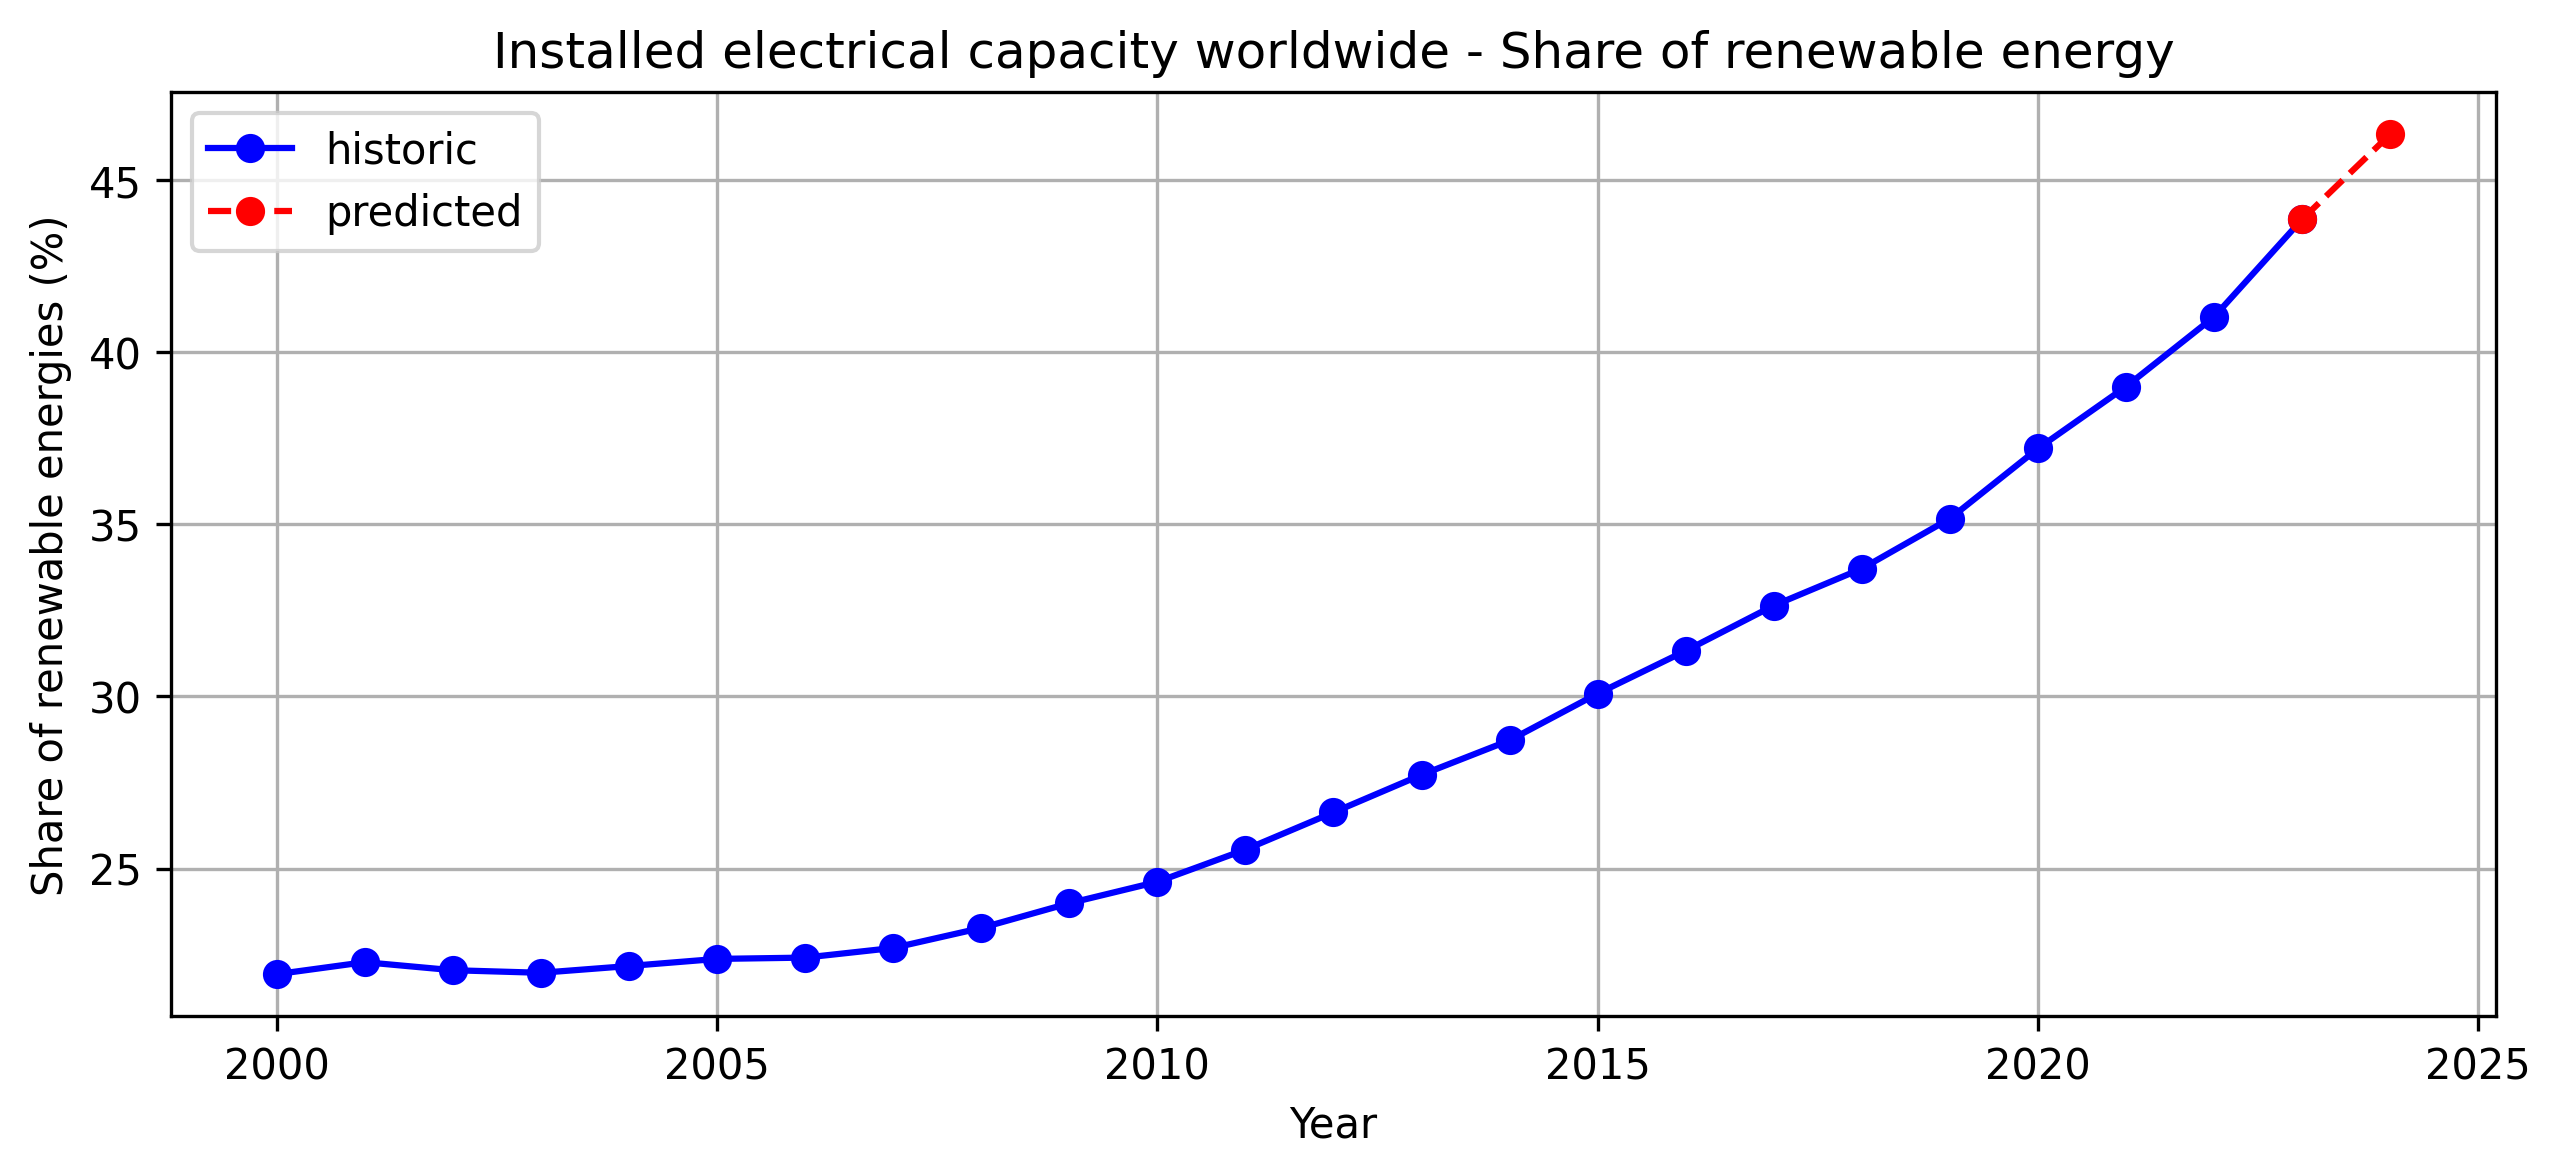 Installed electrical capacity worldwide - Share of renewable energy
historic
predicted
Share of renewable energies (%)
45
40
35
30
25
2000 2005 2010 2015 2020 2025
Year